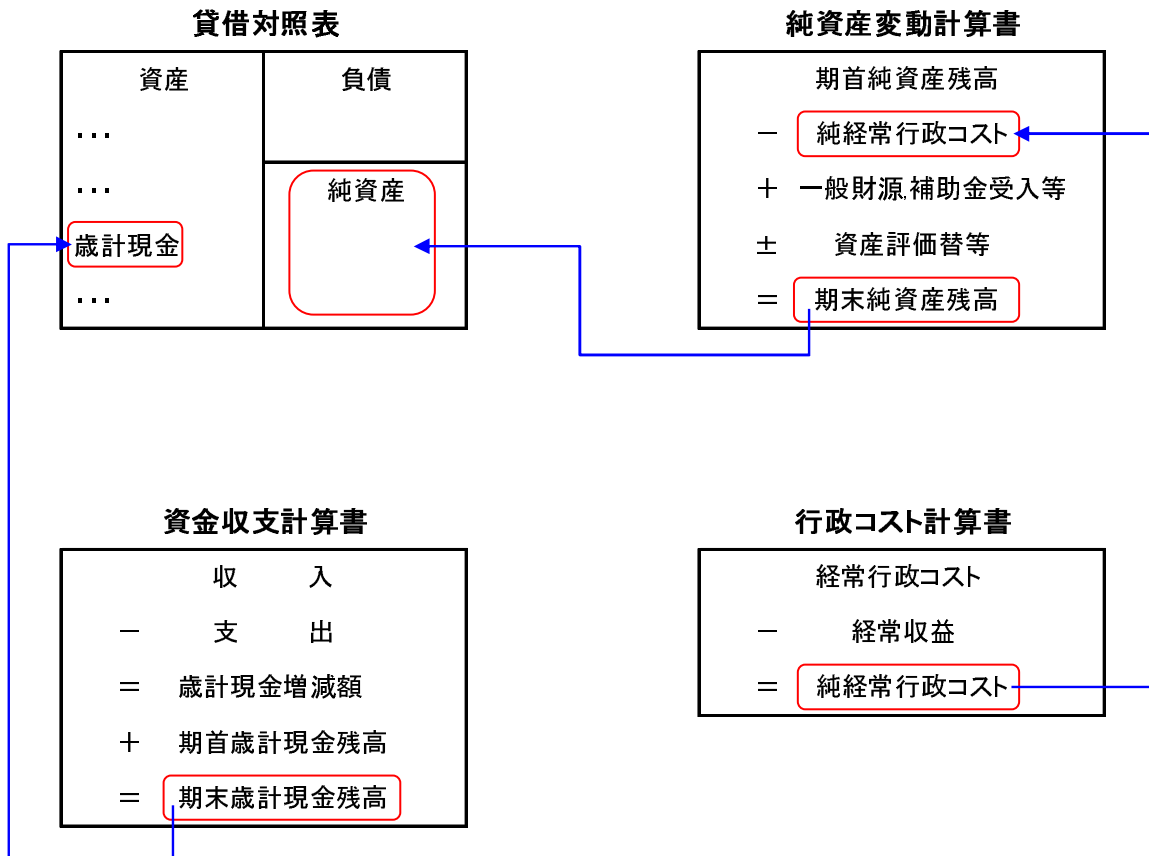 貸借対照表
資産
負債
…
…
純資産
歳計現金
…
純資産変動計算書
期首純資産残高
－ 純経常行政コスト
＋ 一般財源,補助金受入等
± 資産評価替等
＝ 期末純資産残高
資金収支計算書
収　　入
－ 支　　出
＝ 歳計現金増減額
＋ 期首歳計現金残高
＝ 期末歳計現金残高
行政コスト計算書
経常行政コスト
－ 経常収益
＝ 純経常行政コスト